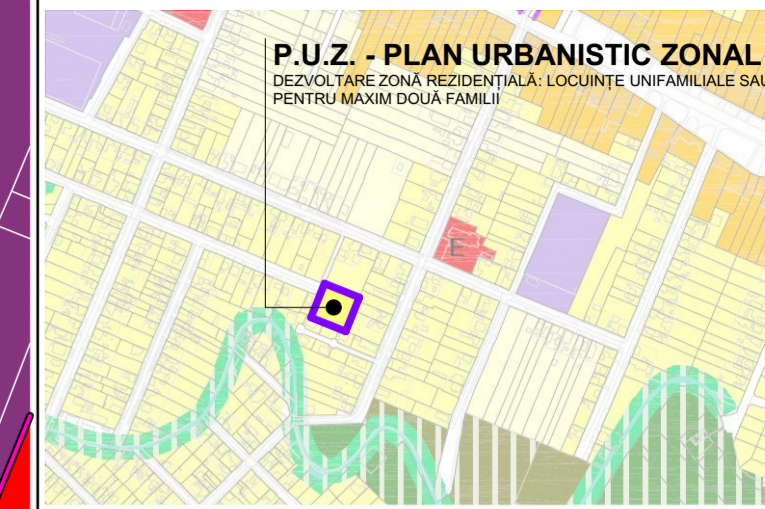 P.U.Z. - PLAN URBANISTIC ZONAL
DEZVOLTARE ZONĂ REZIDENȚIALĂ: LOCUINȚE UNIFAMILIALE SAU
PENTRU MAXIM DOUĂ FAMILII
E